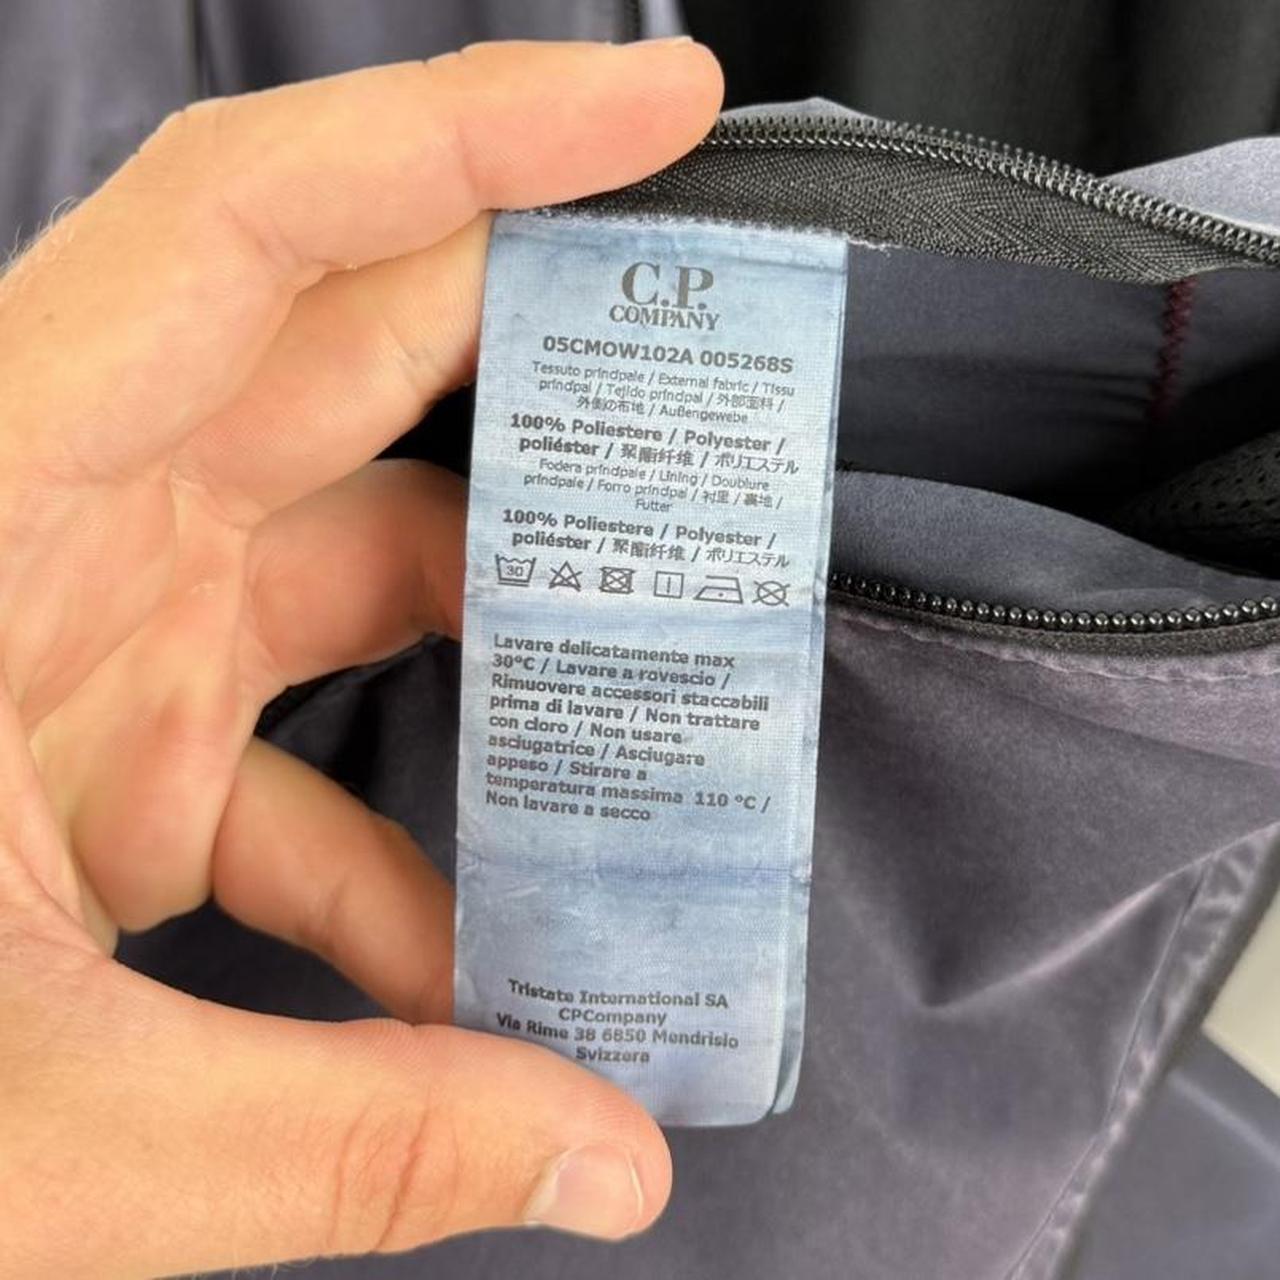 C.P.
COMPANY
05CMOW102A 005268S
Tessuto principale / External fabric / Tissu
principal / Tejido principal / 外部面料 /
外側の布地 / Außengewebe
100% Poliestere / Polyester /
poliéster / 聚酯纤维 / ポリエステル
Fodera principale / Lining / Doublure
principale / Forro principal / 衬里 / 裏地 /
Futter
100% Poliestere / Polyester /
poliéster / 聚酯纤维 / ポリエステル
30
Lavare delicatamente max
30°C / Lavare a rovescio /
Rimuovere accessori staccabili
prima di lavare / Non trattare
con cloro / Non usare
asciugatrice / Asciugare
appeso / Stirare a
temperatura massima 110 °C /
Non lavare a secco
Tristate International SA
CPCompany
Via Rime 38 6850 Mendrisio
Svizzera